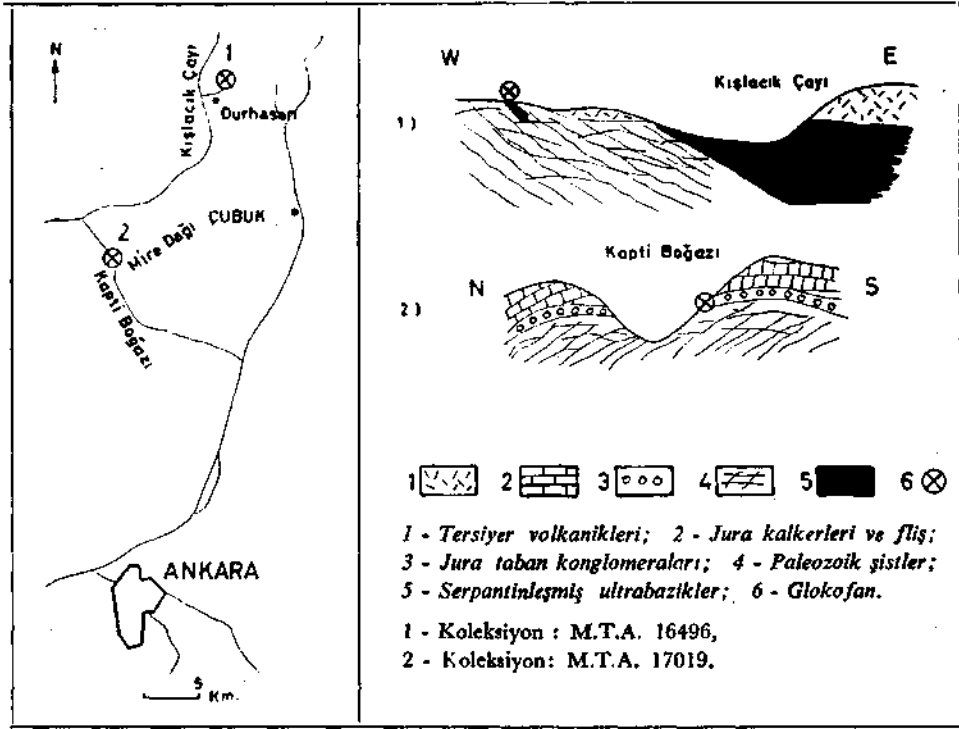 N
1
Kışlacık Çayı
Durhasan
ÇUBUK
2
Mire Dağı
Kapti Boğazı
ANKARA
5
Km.
W
E
Kışlacık Çayı
1)
Kapti Boğazı
N
S
2)
1 2 3 4 5 6
1 - Tersiyer volkanikleri; 2 - Jura kalkerleri ve fliş;
3 - Jura taban konglomeraları; 4 - Paleozoik şistler;
5 - Serpantinleşmiş ultrabazikler; 6 - Glokofan.
1 - Koleksiyon : M.T.A. 16496,
2 - Koleksiyon: M.T.A. 17019.